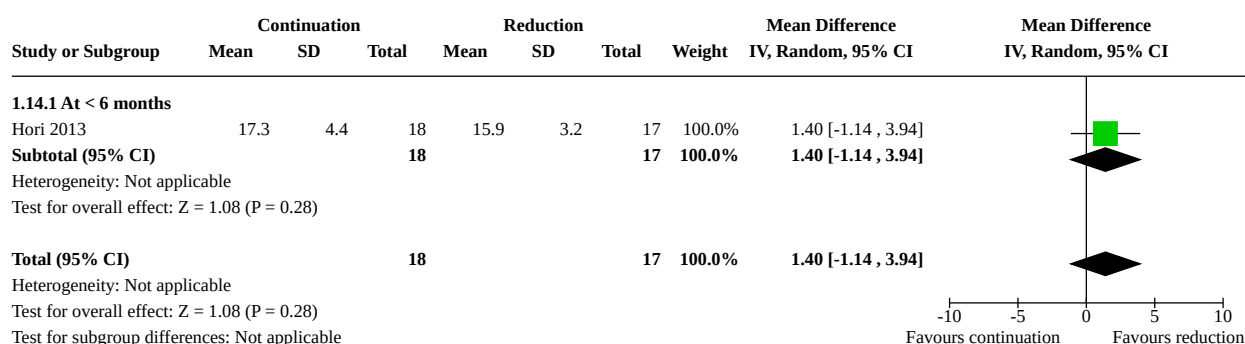 Continuation Reduction Mean Difference Mean Difference
Study or Subgroup Mean SD Total Mean SD Total Weight IV, Random, 95% CI IV, Random, 95% CI
1.14.1 At < 6 months
Hori 2013 17.3 4.4 18 15.9 3.2 17 100.0% 1.40 [-1.14 , 3.94]
Subtotal (95% CI) 18 17 100.0% 1.40 [-1.14 , 3.94]
Heterogeneity: Not applicable
Test for overall effect: Z = 1.08 (P = 0.28)
Total (95% CI) 18 17 100.0% 1.40 [-1.14 , 3.94]
Heterogeneity: Not applicable
Test for overall effect: Z = 1.08 (P = 0.28) -10 -5 0 5 10
Test for subgroup differences: Not applicable Favours continuation Favours reduction